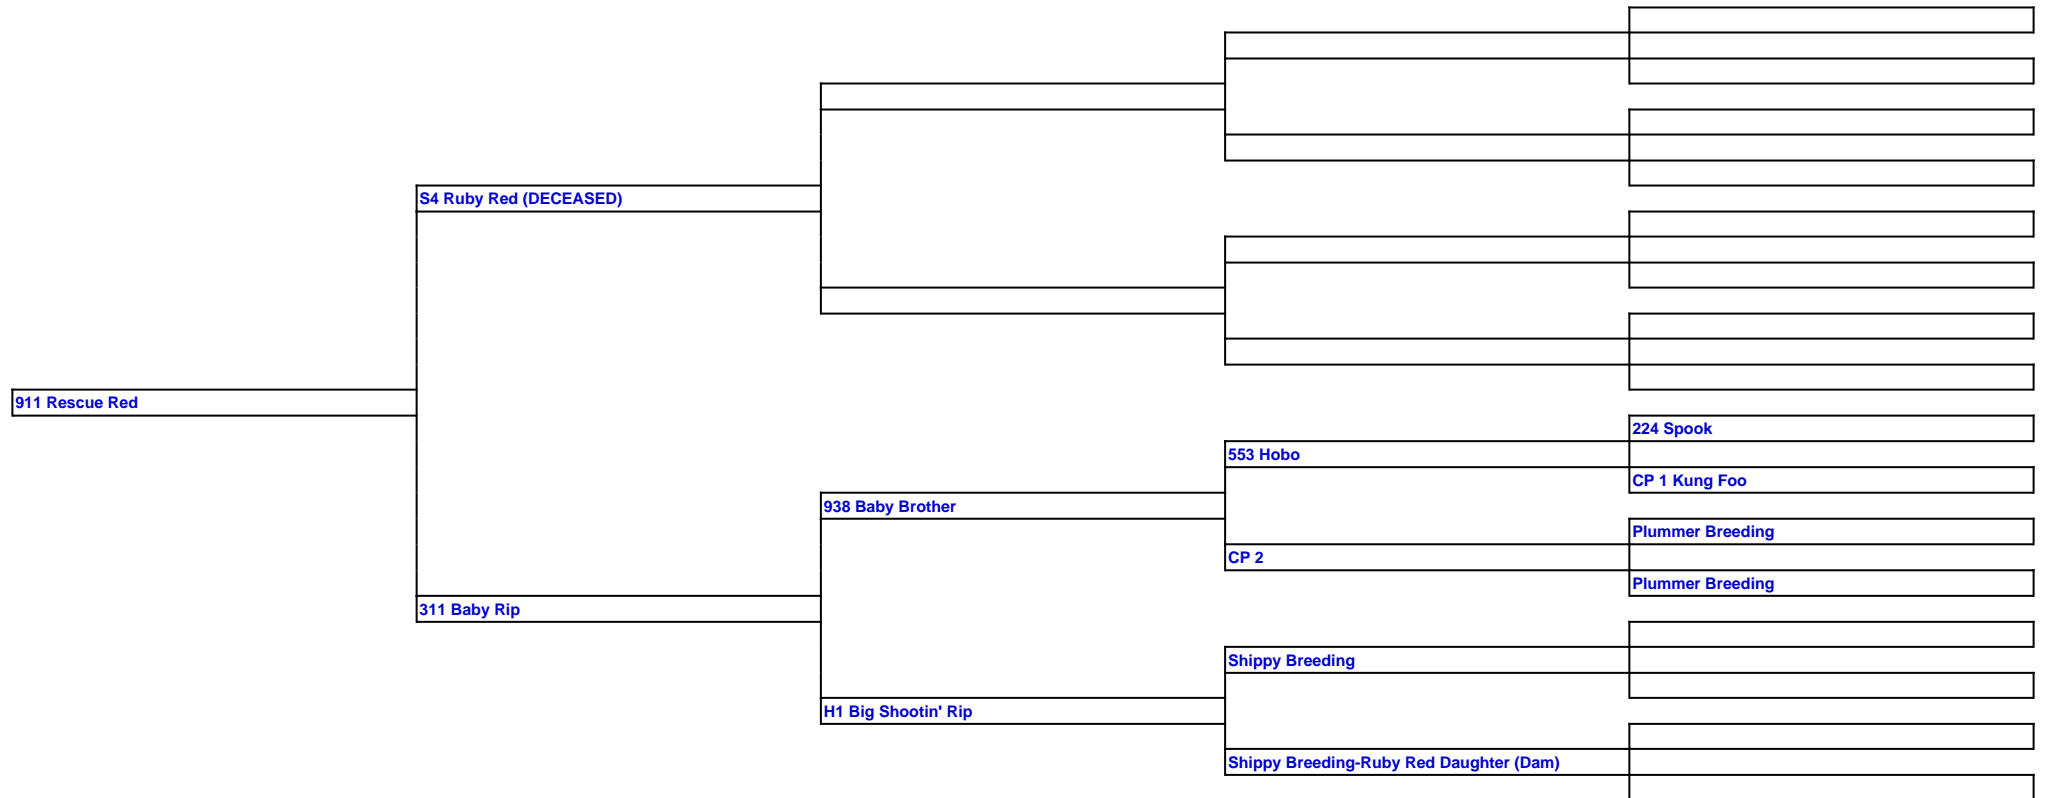 S4 Ruby Red (DECEASED)
911 Rescue Red
224 Spook
553 Hobo
CP 1 Kung Foo
938 Baby Brother
Plummer Breeding
CP 2
Plummer Breeding
311 Baby Rip
Shippy Breeding
H1 Big Shootin' Rip
Shippy Breeding-Ruby Red Daughter (Dam)